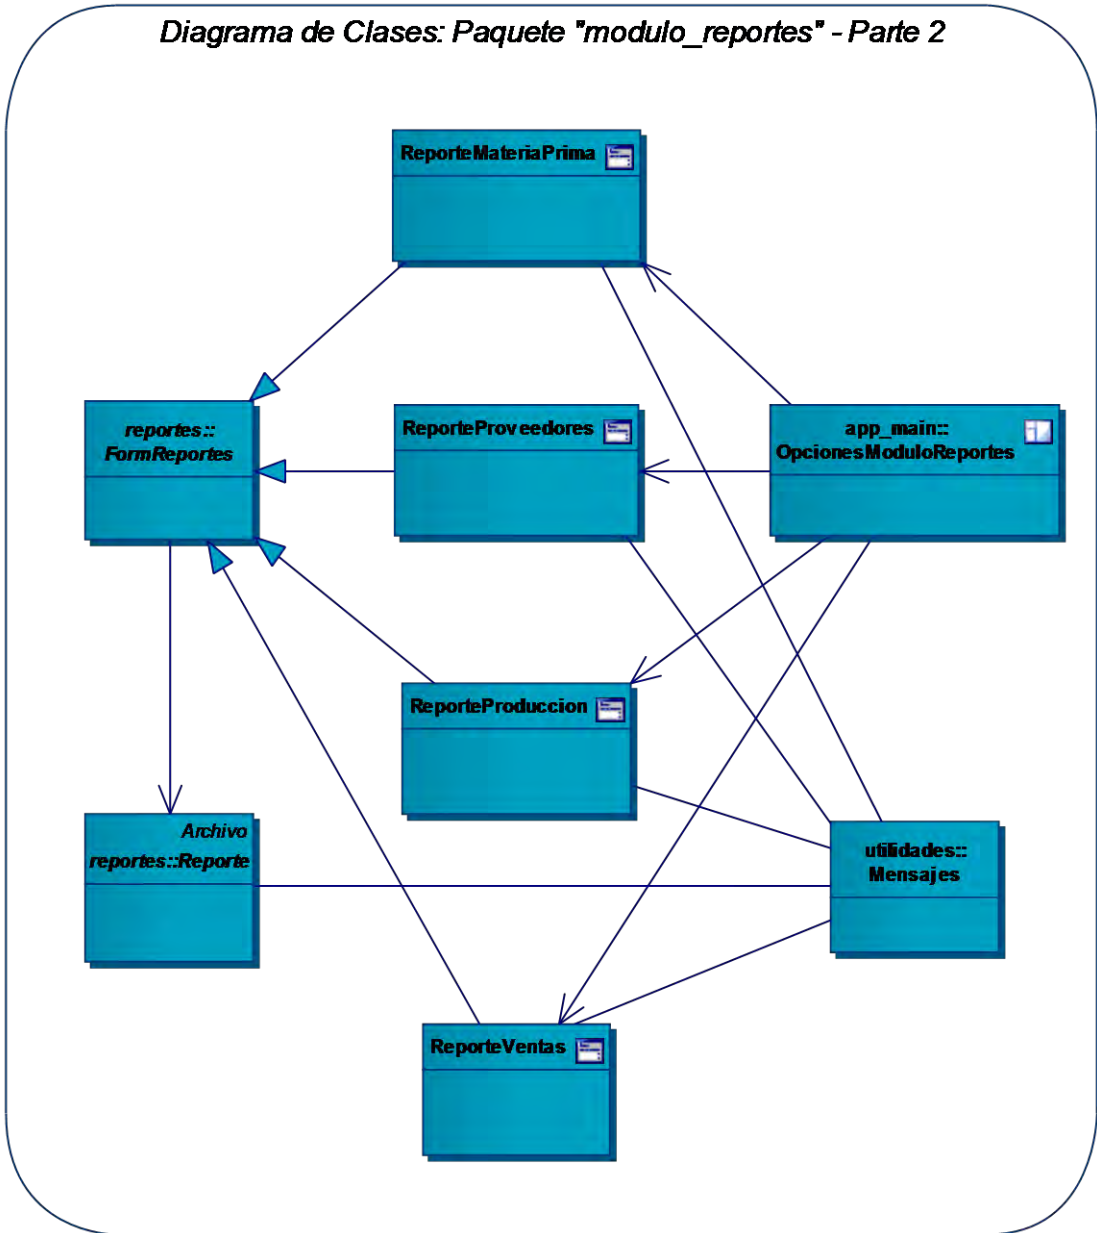 Diagrama de Clases: Paquete "modulo_reportes" - Parte 2
ReporteMateriaPrima
reportes::
FormReportes
ReporteProveedores
app_main::
OpcionesModuloReportes
ReporteProduccion
Archivo
reportes::Reporte
utilidades::
Mensajes
ReporteVentas